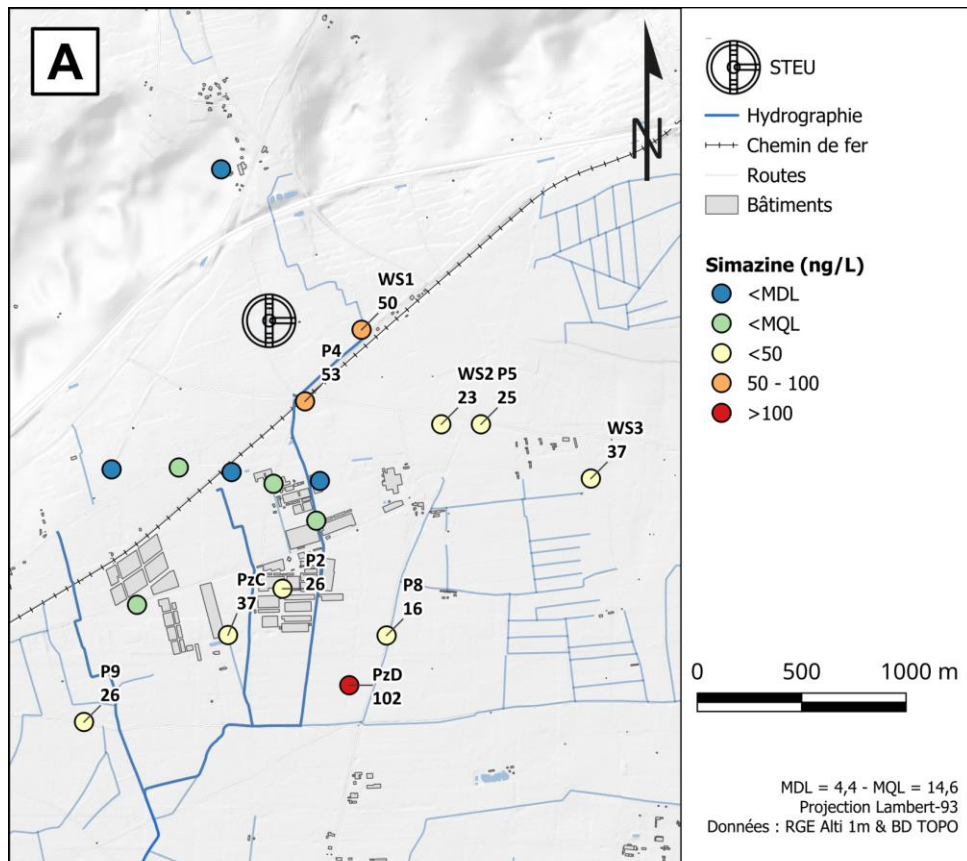 A
N
WS1
50
P4
53
WS2 P5
23 25
WS3
37
P2
26
PzC
37
P8
16
PzD
102
P9
26
STEU
Hydrographie
Chemin de fer
Routes
Bâtiments
Simazine (ng/L)
<MDL
<MQL
<50
50 - 100
>100
0 500 1000 m
MDL = 4,4 - MQL = 14,6
Projection Lambert-93
Données : RGE Alti 1m & BD TOPO